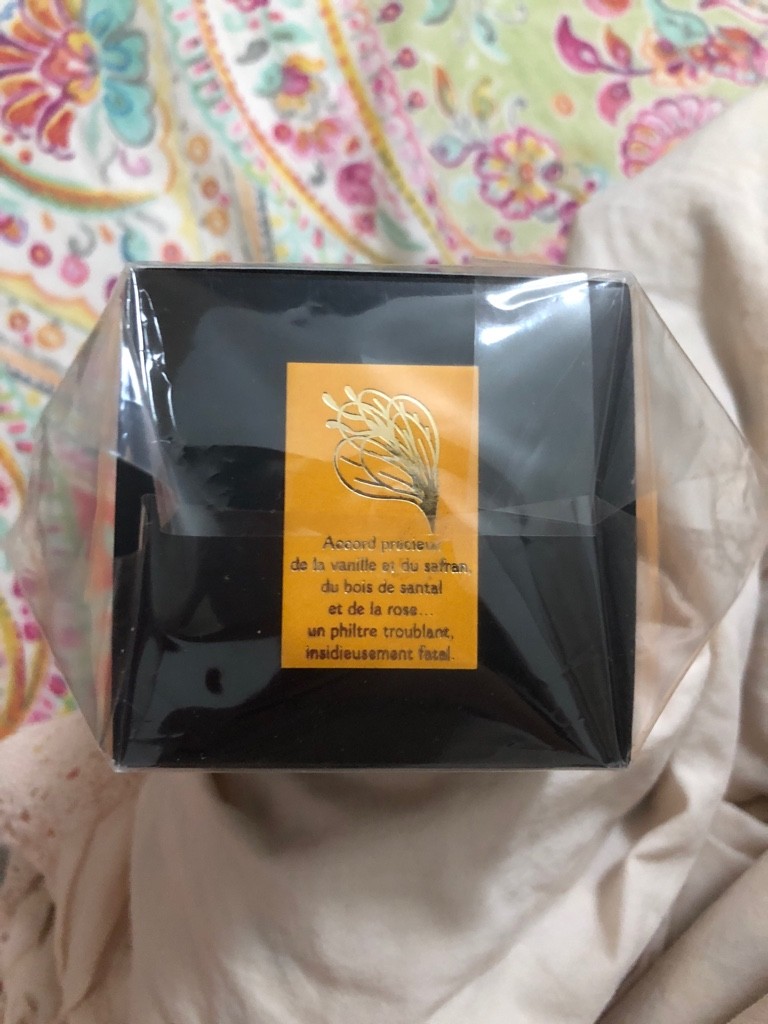 Accord précieux
de la vanille et du safran,
du bois de santal
et de la rose...
un philtre troublant,
insidieusement fatal.